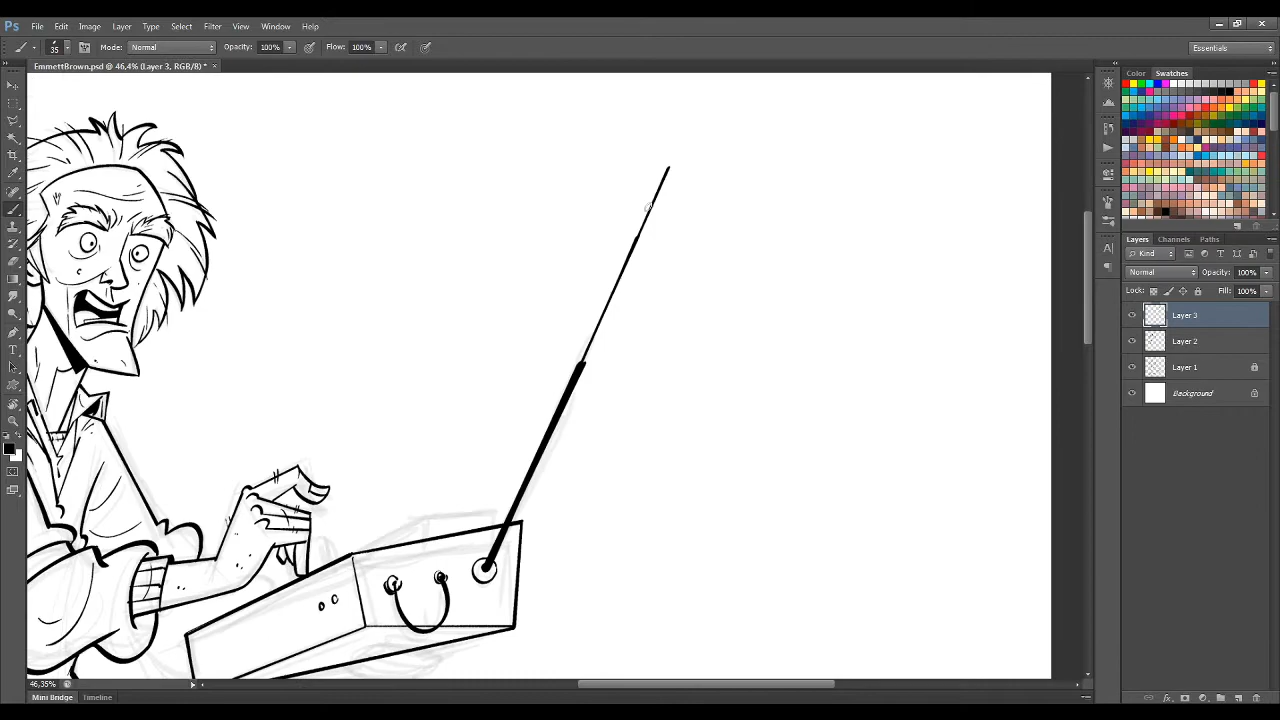 Ps File Edit Image Layer Type Select Filter View Window Help
35 Mode: Normal Opacity: 100% Flow: 100% Essentials
EmmettBrown.psd @ 46,4% (Layer 3, RGB/8) * ×
Color Swatches
Layers Channels Paths
Kind
Normal Opacity: 100%
Lock: Fill: 100%
Layer 3
Layer 2
Layer 1
Background
46,35%
Mini Bridge Timeline